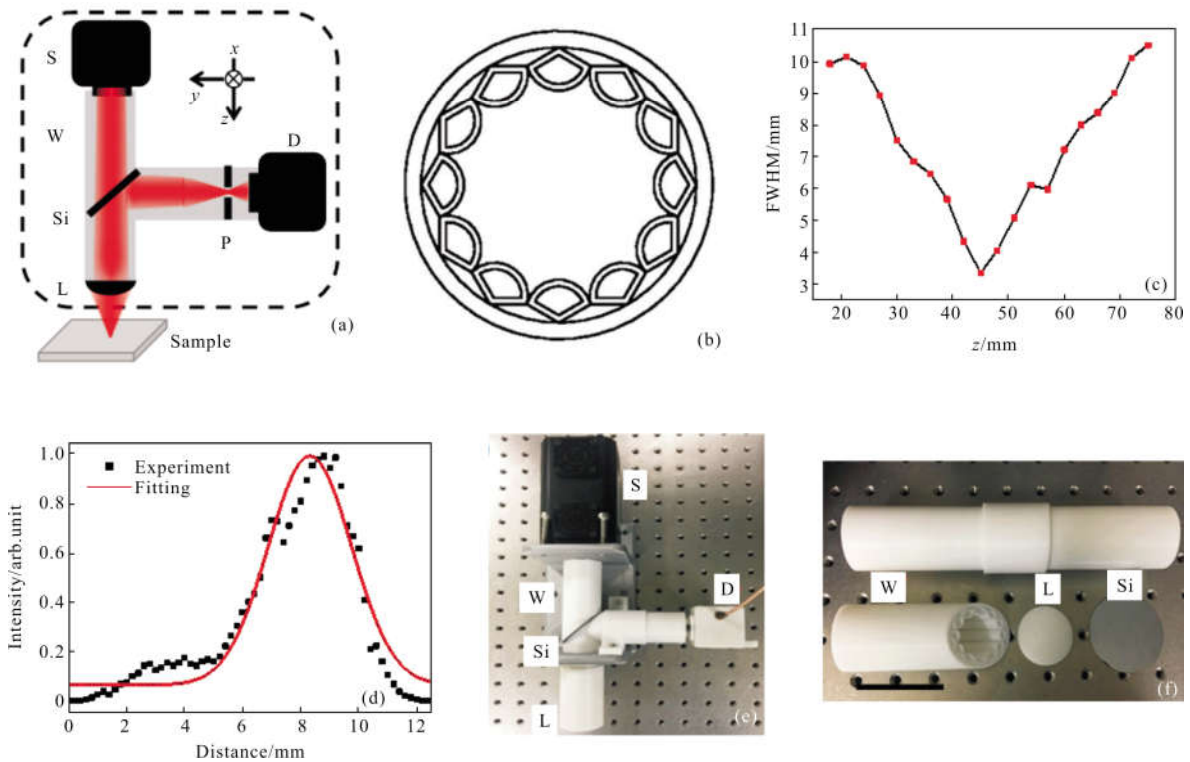 S
x
y
z
W
D
Si
P
L
Sample
(a)
(b)
FWHM/mm
11
10
9
8
7
6
5
4
3
20 30 40 50 60 70 80
z/mm
(c)
Intensity/arb.unit
1.0
0.8
0.6
0.4
0.2
0
0 2 4 6 8 10 12
Distance/mm
Experiment
Fitting
(d)
S
W
D
Si
L
(e)
W
L
Si
(f)